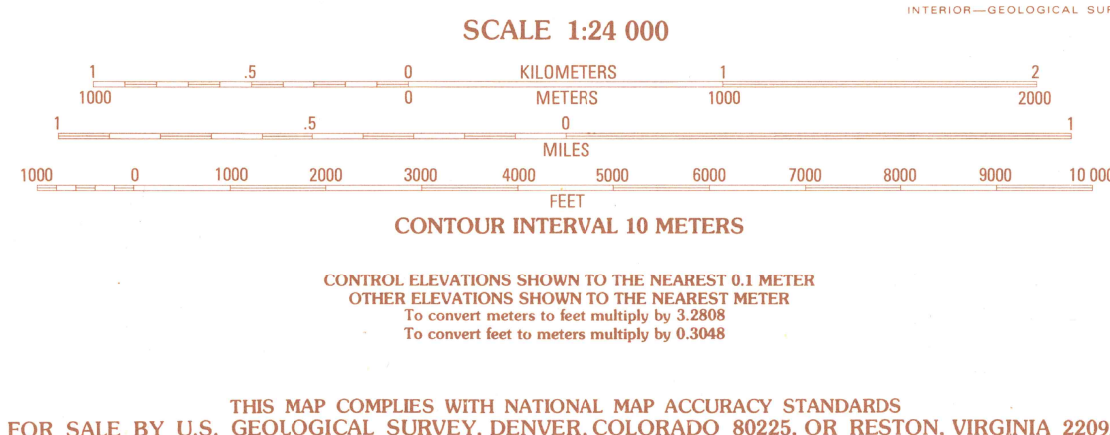 INTERIOR—GEOLOGICAL
SCALE 1:24 000
1 .5 0 KILOMETERS 1 2
1000 0 METERS 1000 2000
1 .5 0 1
MILES
1000 0 1000 2000 3000 4000 5000 6000 7000 8000 9000 10 000
FEET
CONTOUR INTERVAL 10 METERS
CONTROL ELEVATIONS SHOWN TO THE NEAREST 0.1 METER
OTHER ELEVATIONS SHOWN TO THE NEAREST METER
To convert meters to feet multiply by 3.2808
To convert feet to meters multiply by 0.3048
THIS MAP COMPLIES WITH NATIONAL MAP ACCURACY STANDARDS
FOR SALE BY U.S. GEOLOGICAL SURVEY, DENVER, COLORADO 80225, OR RESTON, VIRGINIA 2209